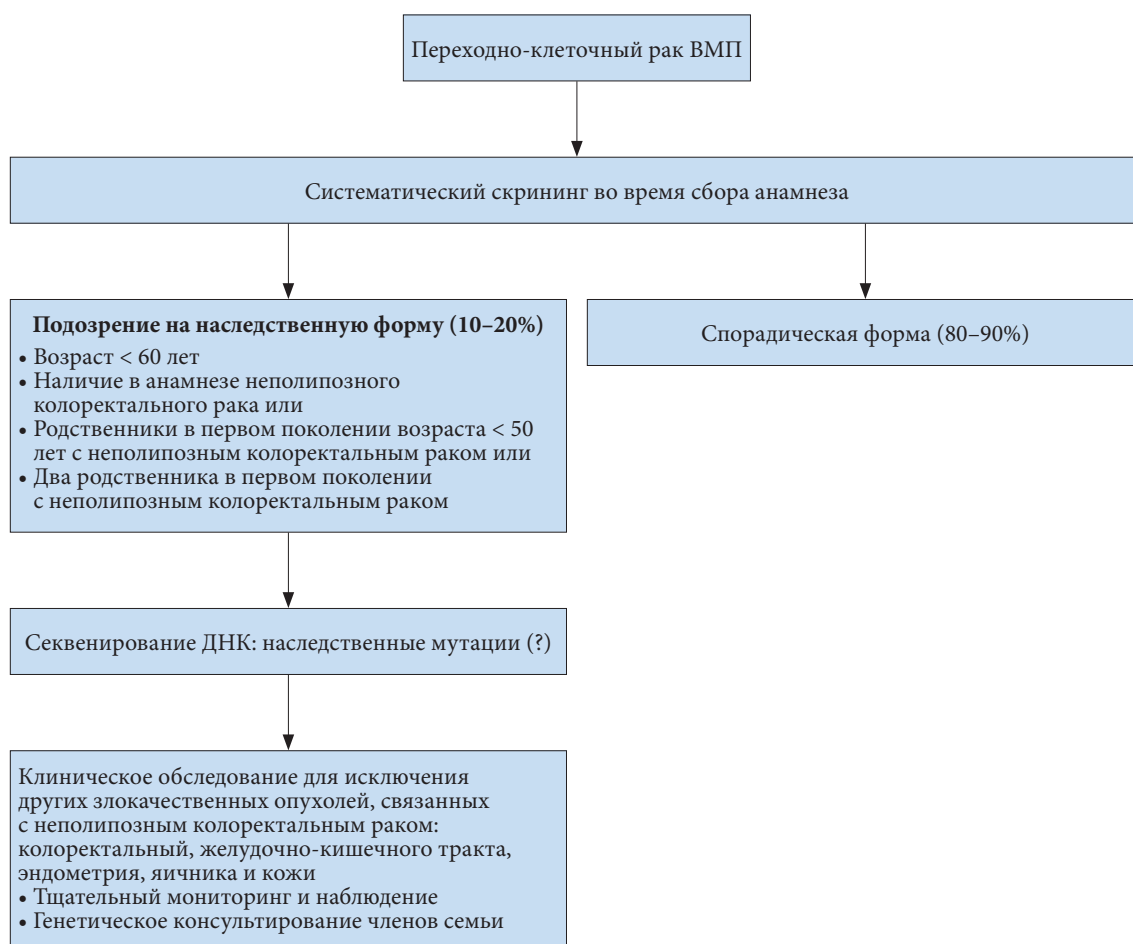 Переходно-клеточный рак ВМП
Систематический скрининг во время сбора анамнеза
Подозрение на наследственную форму (10–20%)
• Возраст < 60 лет
• Наличие в анамнезе неполипозного
колоректального рака или
• Родственники в первом поколении возраста < 50
лет с неполипозным колоректальным раком или
• Два родственника в первом поколении
с неполипозным колоректальным раком
Спорадическая форма (80–90%)
Секвенирование ДНК: наследственные мутации (?)
Клиническое обследование для исключения
других злокачественных опухолей, связанных
с неполипозным колоректальным раком:
колоректальный, желудочно-кишечного тракта,
эндометрия, яичника и кожи
• Тщательный мониторинг и наблюдение
• Генетическое консультирование членов семьи